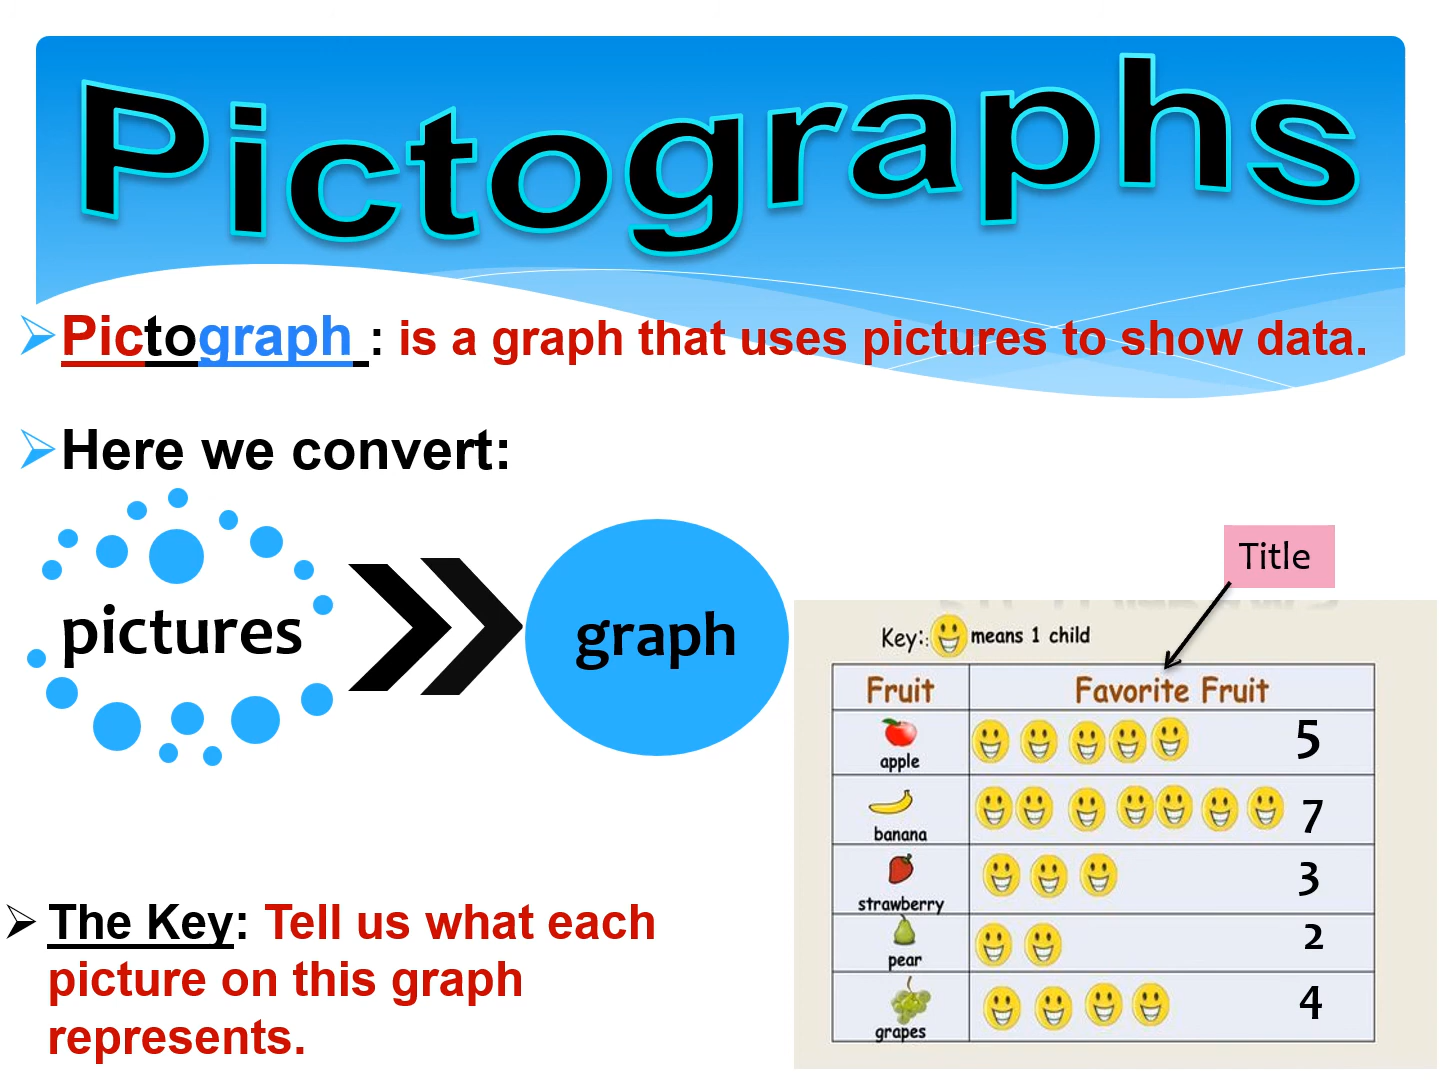 Pictographs
Pictograph : is a graph that uses pictures to show data.
Here we convert:
pictures
graph
Title
Key:: means 1 child
Fruit Favorite Fruit
apple 5
banana 7
strawberry 3
pear 2
grapes 4
The Key: Tell us what each
picture on this graph
represents.